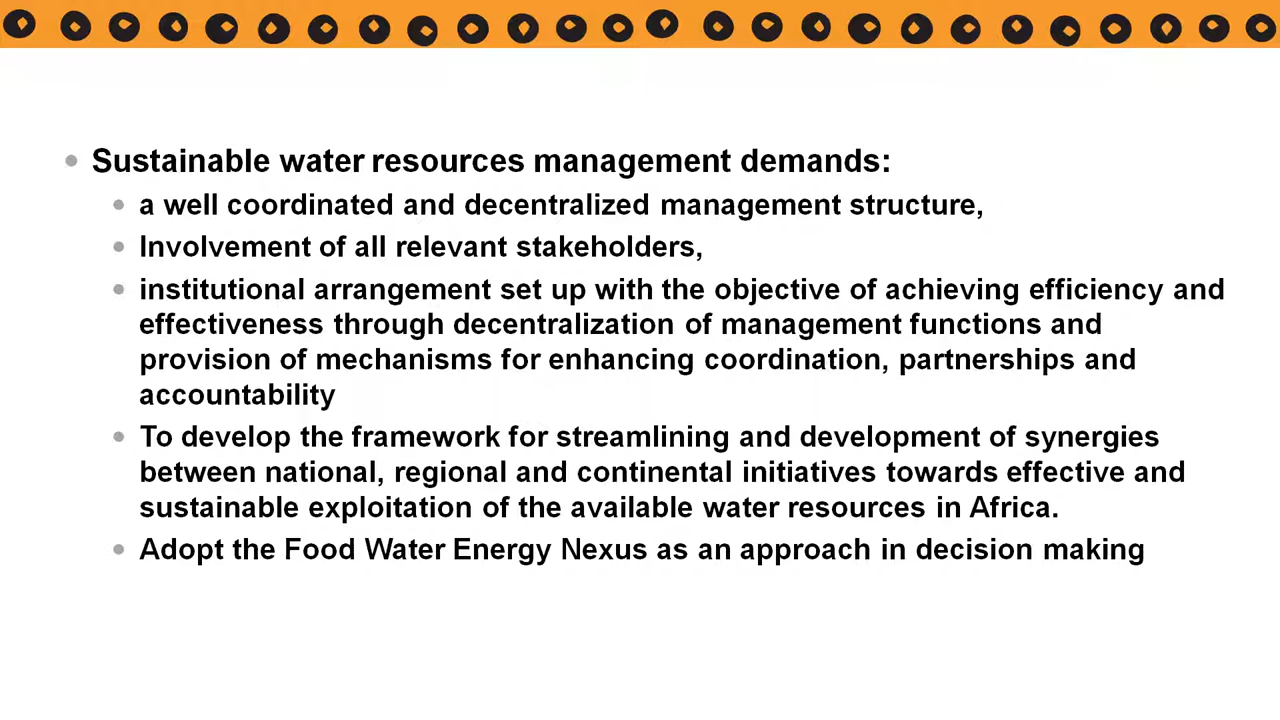 Sustainable water resources management demands:
a well coordinated and decentralized management structure,
Involvement of all relevant stakeholders,
institutional arrangement set up with the objective of achieving efficiency and
effectiveness through decentralization of management functions and
provision of mechanisms for enhancing coordination, partnerships and
accountability
To develop the framework for streamlining and development of synergies
between national, regional and continental initiatives towards effective and
sustainable exploitation of the available water resources in Africa.
Adopt the Food Water Energy Nexus as an approach in decision making